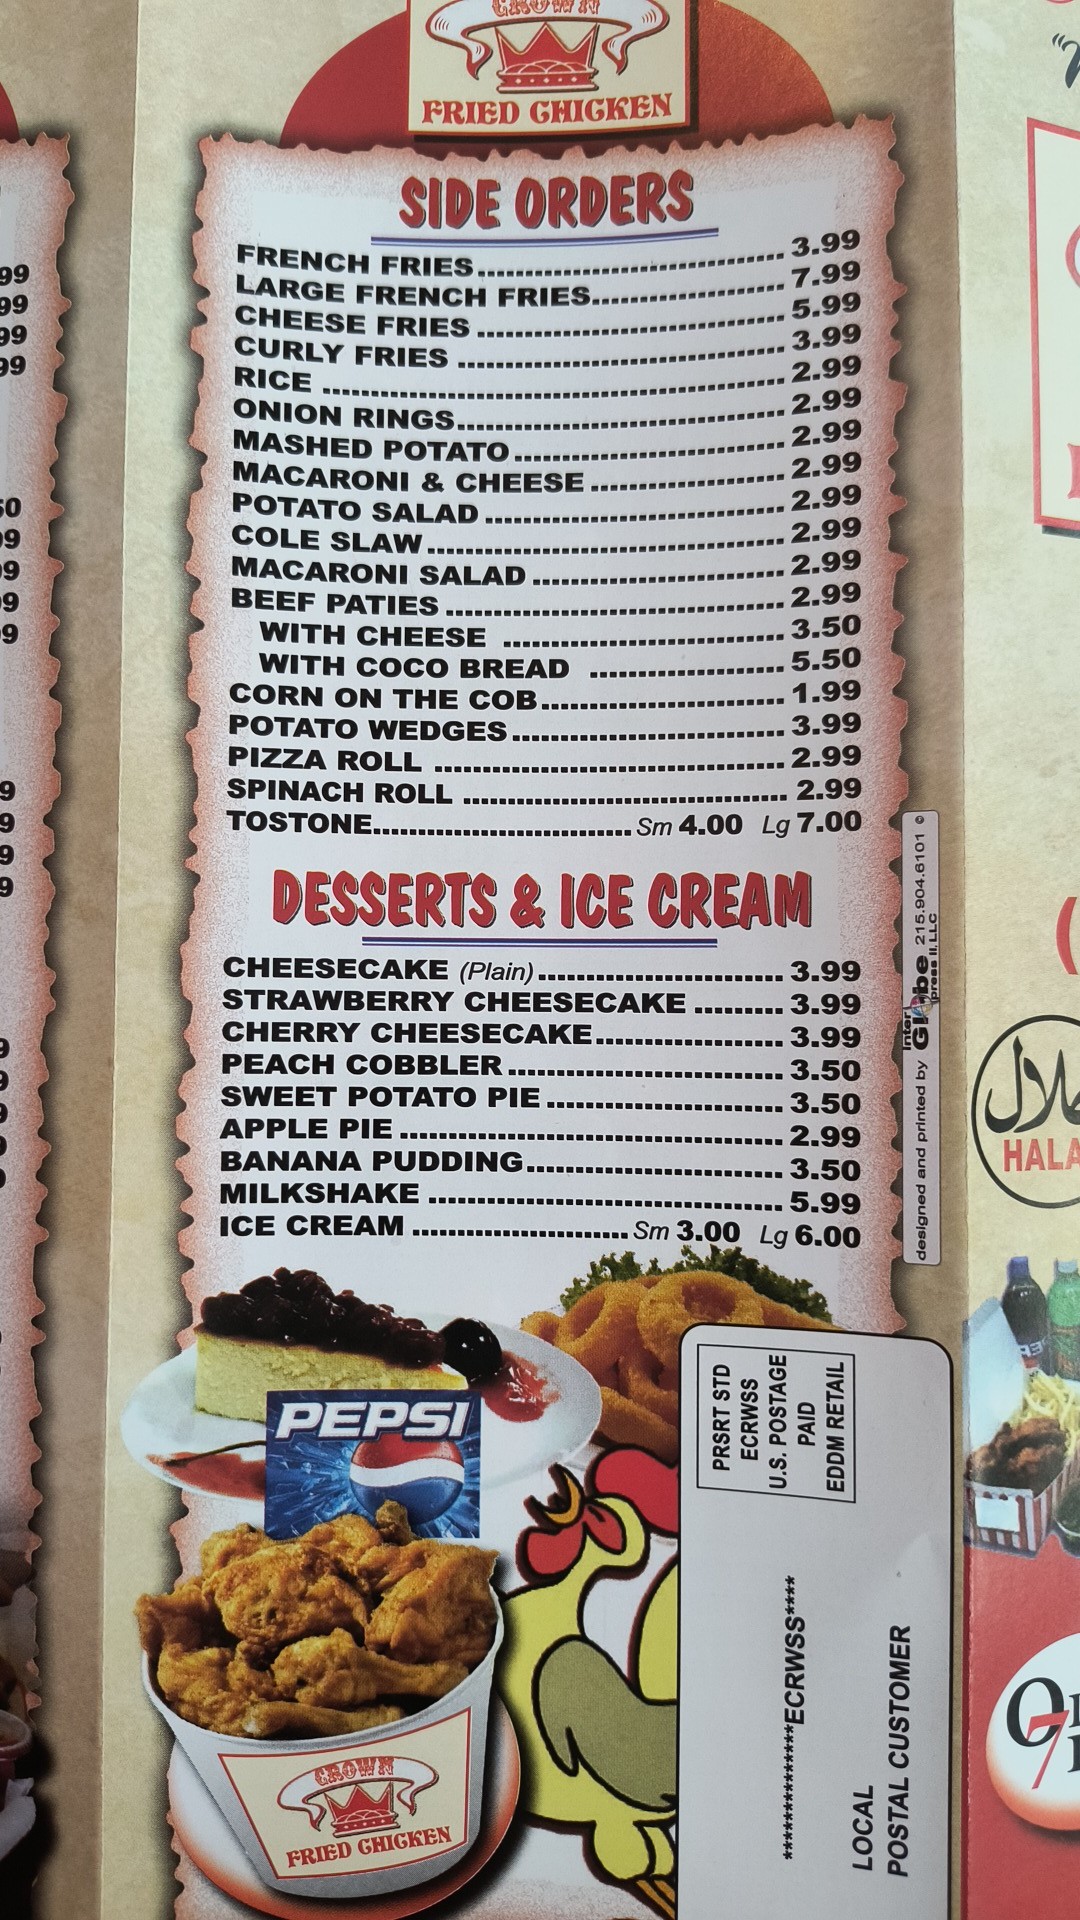 CROWN
FRIED CHICKEN
SIDE ORDERS
FRENCH FRIES 3.99
LARGE FRENCH FRIES 7.99
CHEESE FRIES 5.99
CURLY FRIES 3.99
RICE 2.99
ONION RINGS 2.99
MASHED POTATO 2.99
MACARONI & CHEESE 2.99
POTATO SALAD 2.99
COLE SLAW 2.99
MACARONI SALAD 2.99
BEEF PATIES 2.99
WITH CHEESE 3.50
WITH COCO BREAD 5.50
CORN ON THE COB 1.99
POTATO WEDGES 3.99
PIZZA ROLL 2.99
SPINACH ROLL 2.99
TOSTONE Sm 4.00 Lg 7.00
DESSERTS & ICE CREAM
CHEESECAKE (Plain) 3.99
STRAWBERRY CHEESECAKE 3.99
CHERRY CHEESECAKE 3.99
PEACH COBBLER 3.50
SWEET POTATO PIE 3.50
APPLE PIE 2.99
BANANA PUDDING 3.50
MILKSHAKE 5.99
ICE CREAM Sm 3.00 Lg 6.00
designed and printed by Inter Globe press II, LLC 215.904.6101 ©
PEPSI
CROWN
FRIED CHICKEN
PRSRT STD
ECRWSS
U.S. POSTAGE
PAID
EDDM RETAIL
*************ECRWSS****
LOCAL
POSTAL CUSTOMER
حلال
HALA